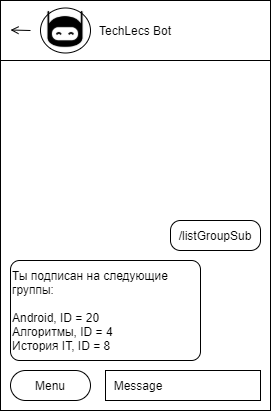 TechLecs Bot
/listGroupSub
Ты подписан на следующие
группы:
Android, ID = 20
Алгоритмы, ID = 4
История IT, ID = 8
Menu
Message